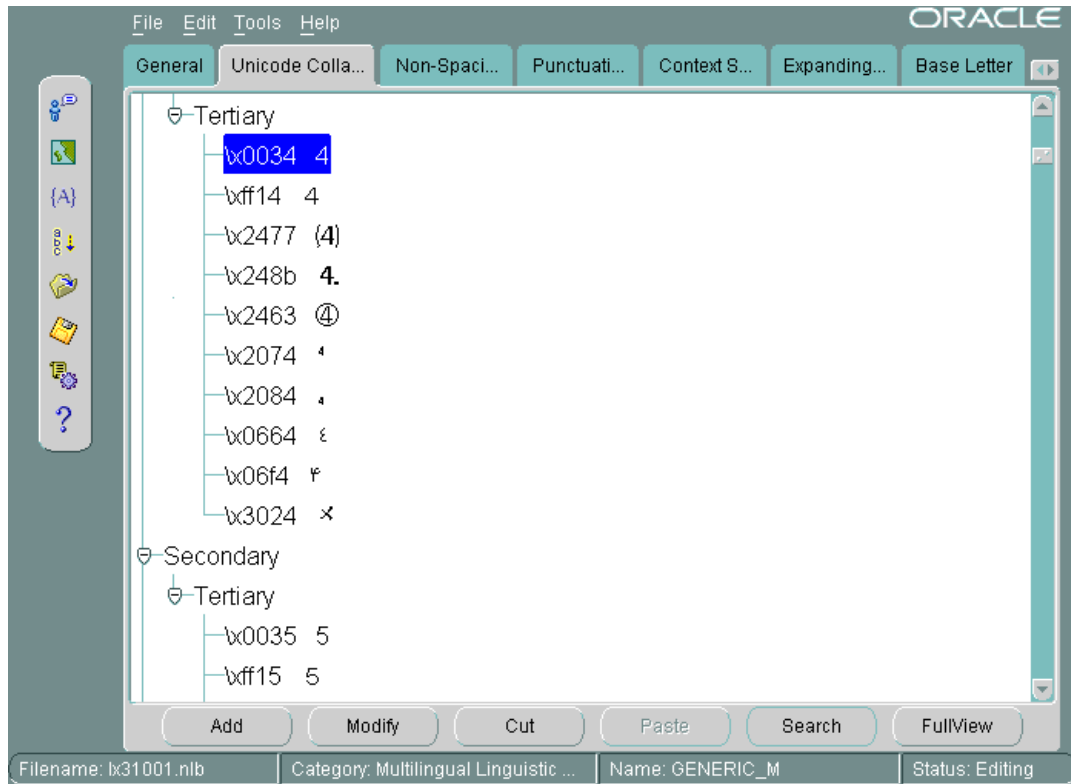 File Edit Tools Help ORACLE
General Unicode Colla... Non-Spaci... Punctuati... Context S... Expanding... Base Letter
Tertiary
\x0034 4
\xff14 4
\x2477 ⑷
\x248b ⒋
\x2463 ④
\x2074 ⁴
\x2084 ₄
\x0664 ٤
\x06f4 ۴
\x3024 〤
Secondary
Tertiary
\x0035 5
\xff15 5
{A}
a
b
c
?
Add Modify Cut Paste Search FullView
Filename: lx31001.nlb Category: Multilingual Linguistic ... Name: GENERIC_M Status: Editing